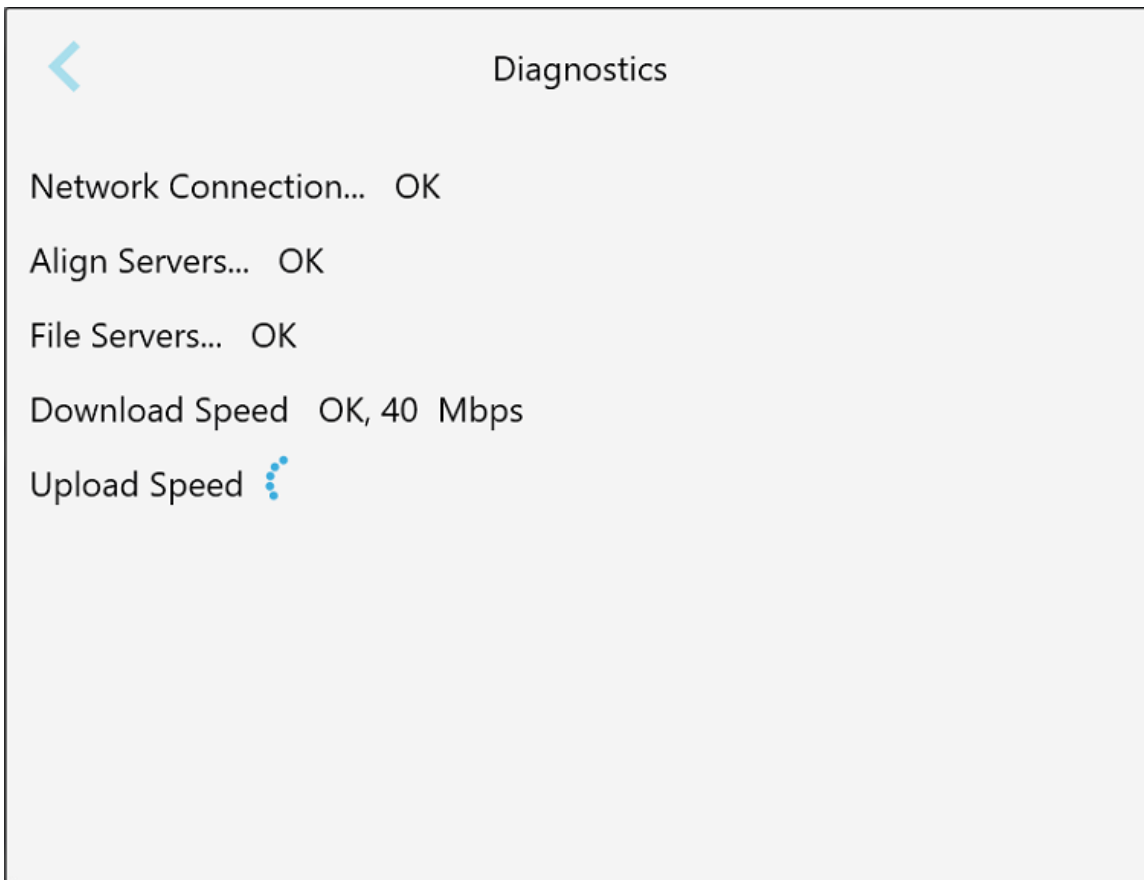 Diagnostics
Network Connection... OK
Align Servers... OK
File Servers... OK
Download Speed OK, 40 Mbps
Upload Speed